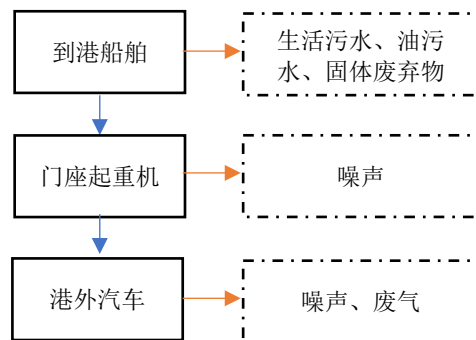 到港船舶
生活污水、油污
水、固体废弃物
门座起重机
噪声
港外汽车
噪声、废气